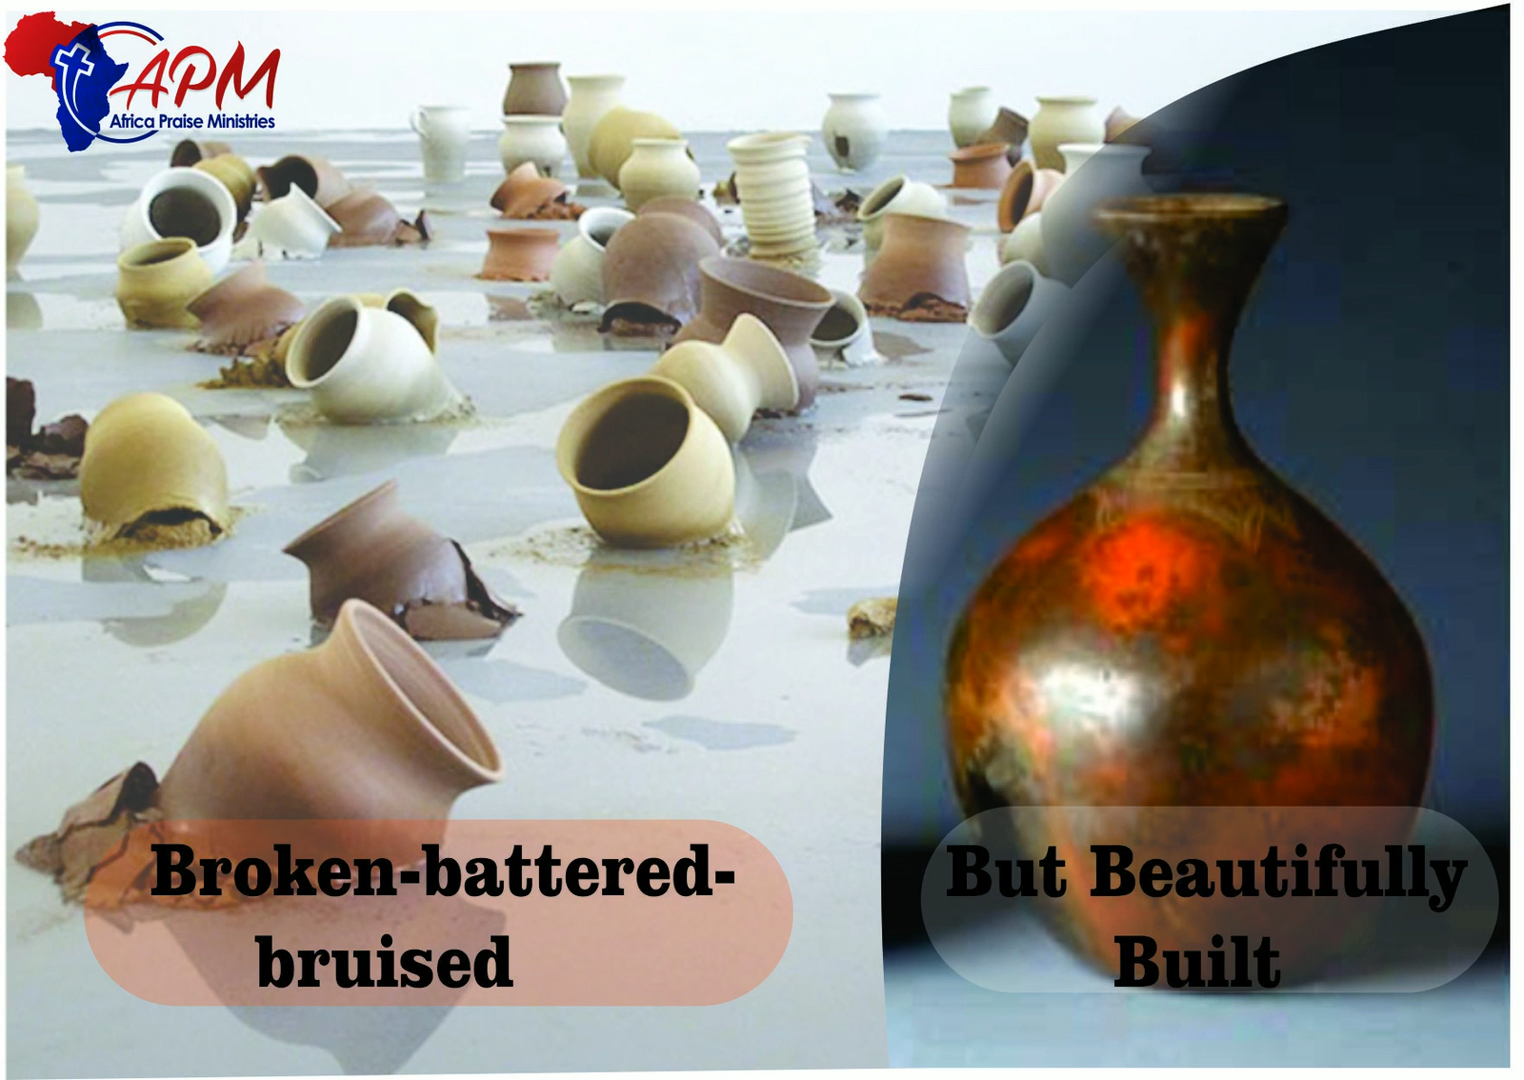 APM
Africa Praise Ministries
Broken-battered-
bruised
But Beautifully
Built